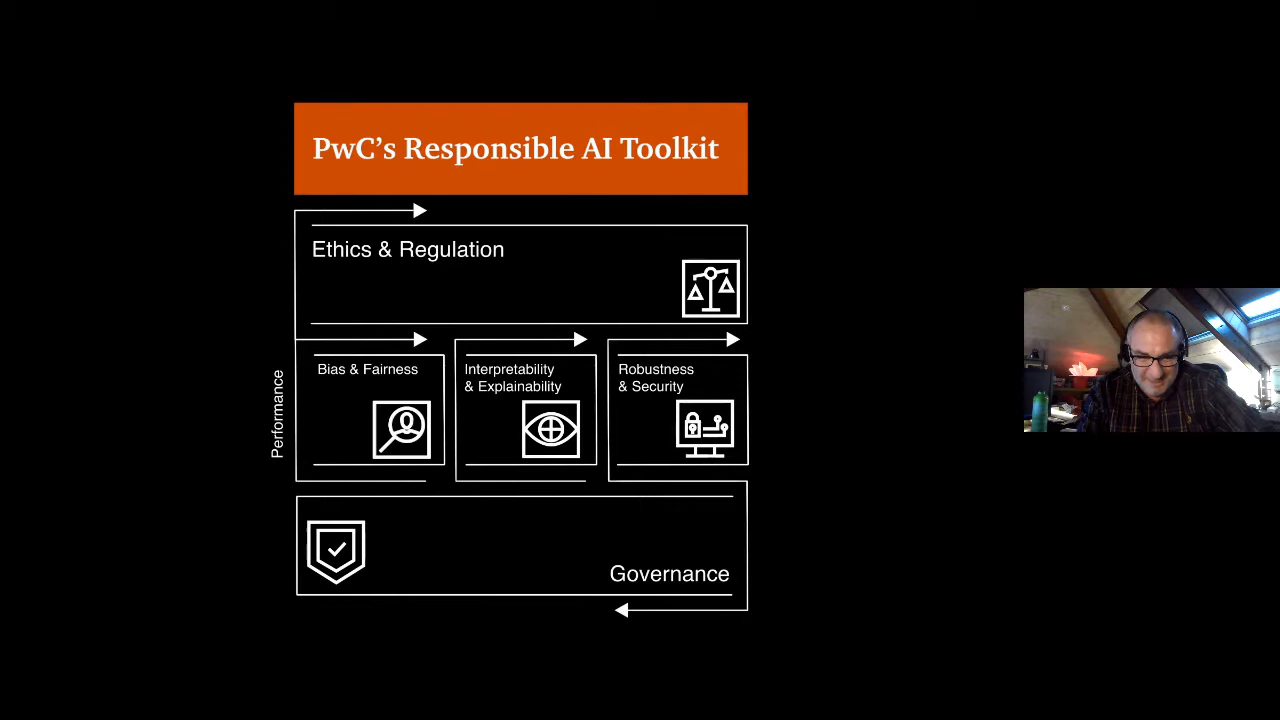 PwC’s Responsible AI Toolkit
Ethics & Regulation
Performance
Bias & Fairness
Interpretability
& Explainability
Robustness
& Security
Governance